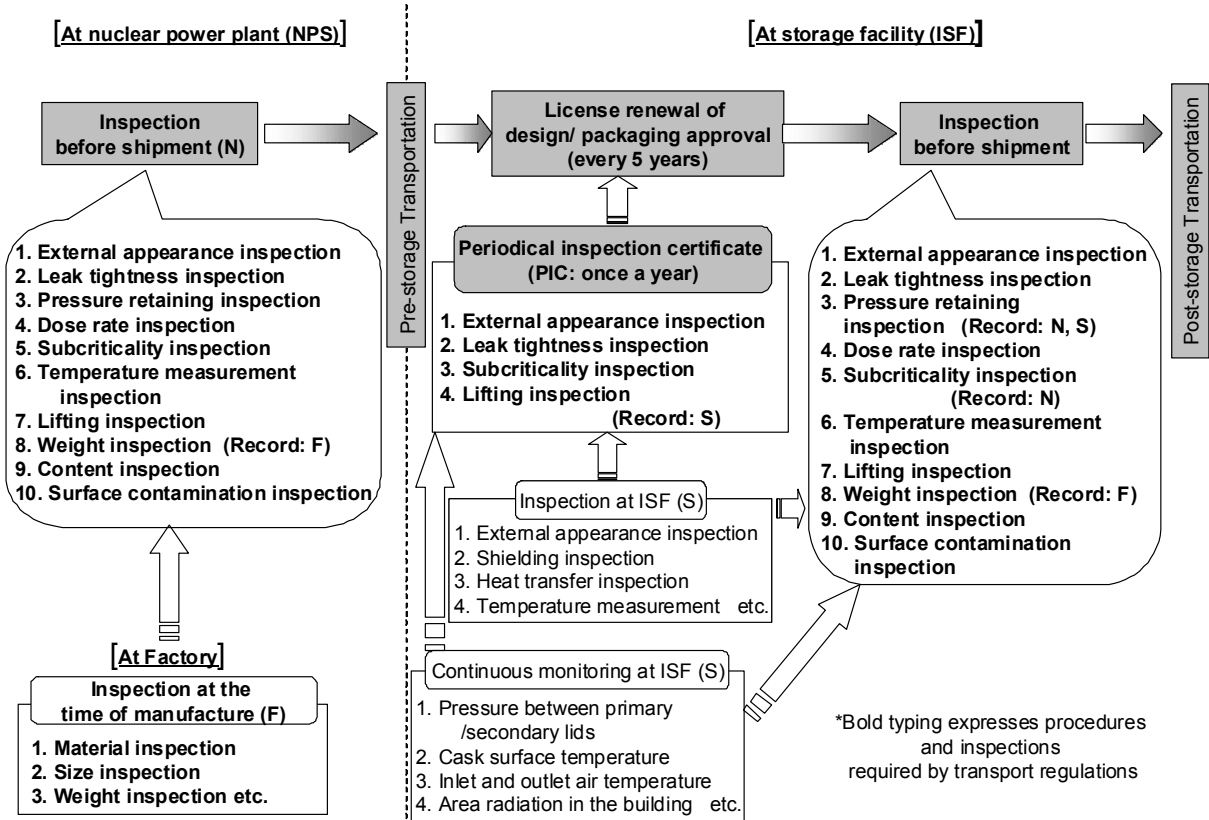 [At nuclear power plant (NPS)]
[At storage facility (ISF)]
Inspection
before shipment (N)
Pre-storage Transportation
License renewal of
design/ packaging approval
(every 5 years)
Inspection
before shipment
Post-storage Transportation
1. External appearance inspection
2. Leak tightness inspection
3. Pressure retaining inspection
4. Dose rate inspection
5. Subcriticality inspection
6. Temperature measurement
inspection
7. Lifting inspection
8. Weight inspection (Record: F)
9. Content inspection
10. Surface contamination inspection
Periodical inspection certificate
(PIC: once a year)
1. External appearance inspection
2. Leak tightness inspection
3. Subcriticality inspection
4. Lifting inspection
(Record: S)
1. External appearance inspection
2. Leak tightness inspection
3. Pressure retaining
inspection (Record: N, S)
4. Dose rate inspection
5. Subcriticality inspection
(Record: N)
6. Temperature measurement
inspection
7. Lifting inspection
8. Weight inspection (Record: F)
9. Content inspection
10. Surface contamination
inspection
Inspection at ISF (S)
1. External appearance inspection
2. Shielding inspection
3. Heat transfer inspection
4. Temperature measurement etc.
[At Factory]
Inspection at the
time of manufacture (F)
1. Material inspection
2. Size inspection
3. Weight inspection etc.
Continuous monitoring at ISF (S)
1. Pressure between primary
/secondary lids
2. Cask surface temperature
3. Inlet and outlet air temperature
4. Area radiation in the building etc.
*Bold typing expresses procedures
and inspections
required by transport regulations